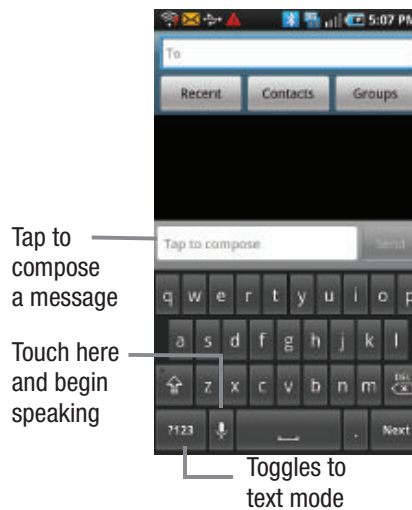 5:07 PM
To
Recent Contacts Groups
Tap to compose a message
Tap to compose Send
q w e r t y u i o p
a s d f g h j k l
Touch here and begin speaking
z x c v b n m DEL
?123 . Next
Toggles to text mode